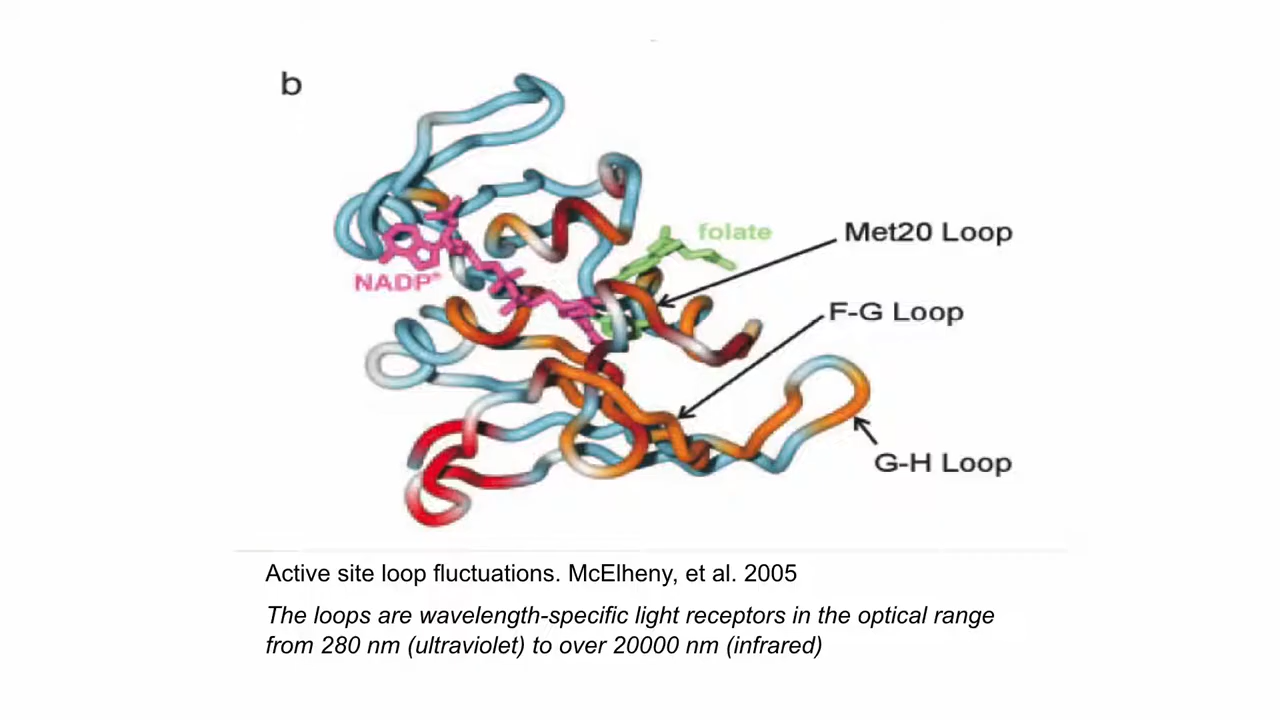 b
folate
Met20 Loop
NADP+
F-G Loop
G-H Loop
Active site loop fluctuations. McElheny, et al. 2005
The loops are wavelength-specific light receptors in the optical range
from 280 nm (ultraviolet) to over 20000 nm (infrared)